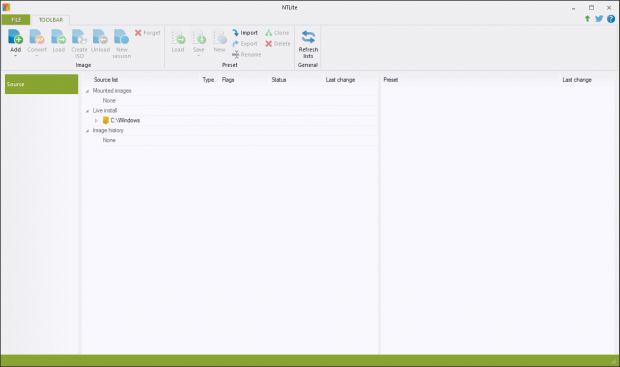 NTLite
FILE TOOLBAR
Add Convert Load Create ISO Unload New session Forget
Image
Load Save New Import Export Rename Clone Delete
Preset
Refresh lists
General
Source
Source list Type Flags Status Last change
Mounted images
None
Live install
C:\Windows
Image history
None
Preset Last change